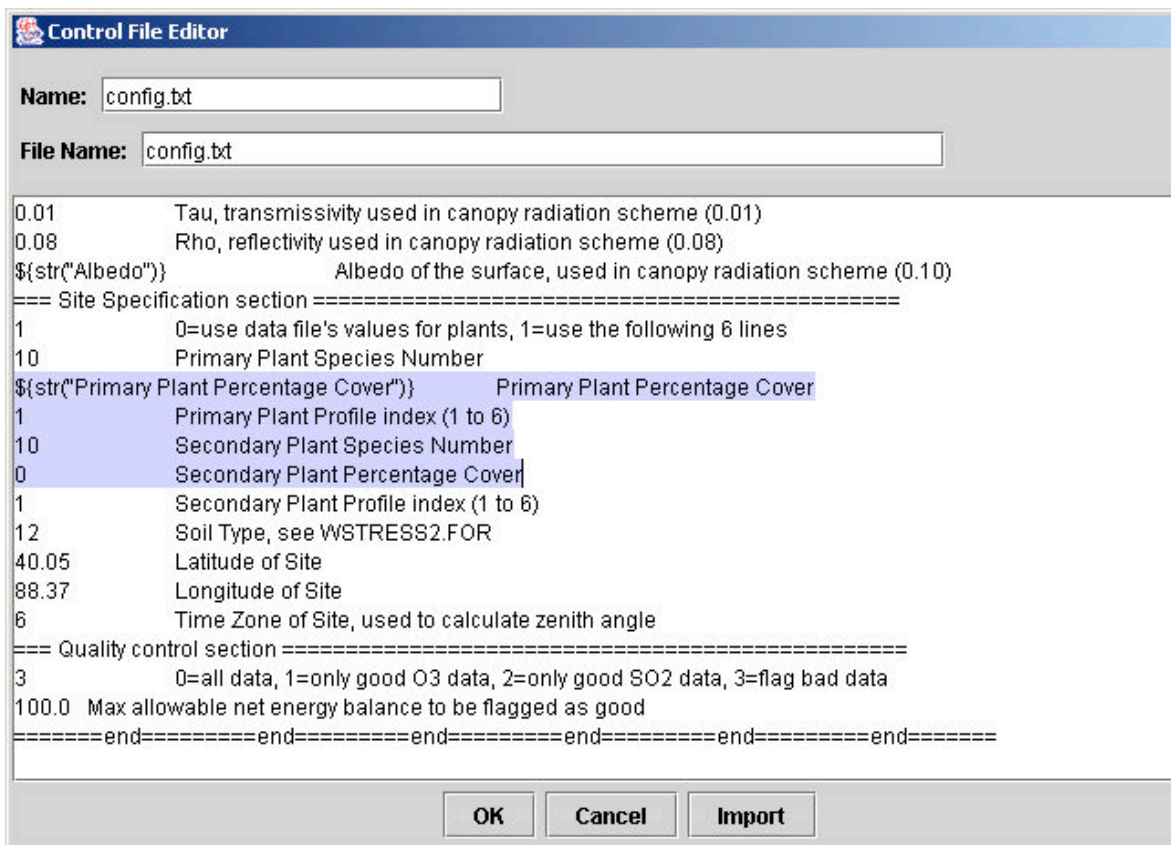 Control File Editor
Name: config.txt
File Name: config.txt
0.01 Tau, transmissivity used in canopy radiation scheme (0.01)
0.08 Rho, reflectivity used in canopy radiation scheme (0.08)
${str("Albedo")} Albedo of the surface, used in canopy radiation scheme (0.10)
=== Site Specification section ==============================================
1 0=use data file's values for plants, 1=use the following 6 lines
10 Primary Plant Species Number
${str("Primary Plant Percentage Cover")} Primary Plant Percentage Cover
1 Primary Plant Profile index (1 to 6)
10 Secondary Plant Species Number
0 Secondary Plant Percentage Cover
1 Secondary Plant Profile index (1 to 6)
12 Soil Type, see WSTRESS2.FOR
40.05 Latitude of Site
88.37 Longitude of Site
6 Time Zone of Site, used to calculate zenith angle
=== Quality control section =================================================
3 0=all data, 1=only good O3 data, 2=only good SO2 data, 3=flag bad data
100.0 Max allowable net energy balance to be flagged as good
=======end=========end=========end=========end=========end=========end=======
OK Cancel Import